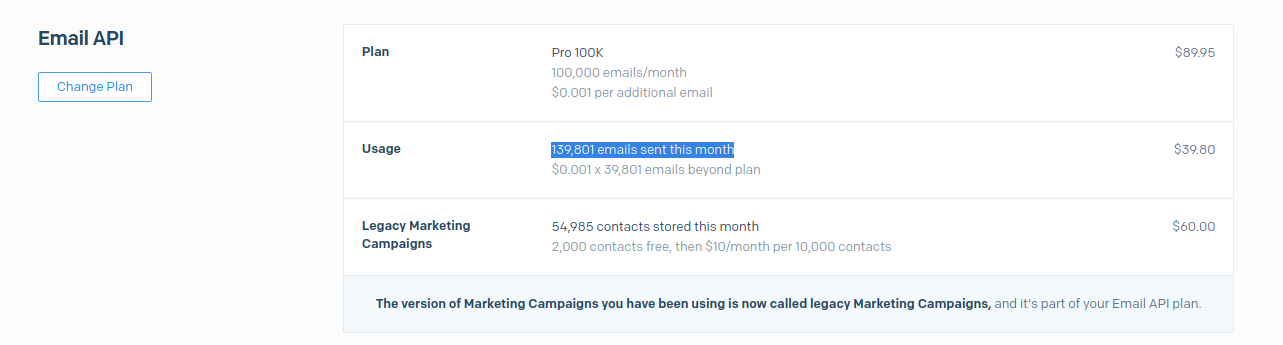 Email API
Change Plan
Plan
Pro 100K
$89.95
100,000 emails/month
$0.001 per additional email
Usage
139,801 emails sent this month
$39.80
$0.001 x 39,801 emails beyond plan
Legacy Marketing
Campaigns
54,985 contacts stored this month
$60.00
2,000 contacts free, then $10/month per 10,000 contacts
The version of Marketing Campaigns you have been using is now called legacy Marketing Campaigns, and it's part of your Email API plan.